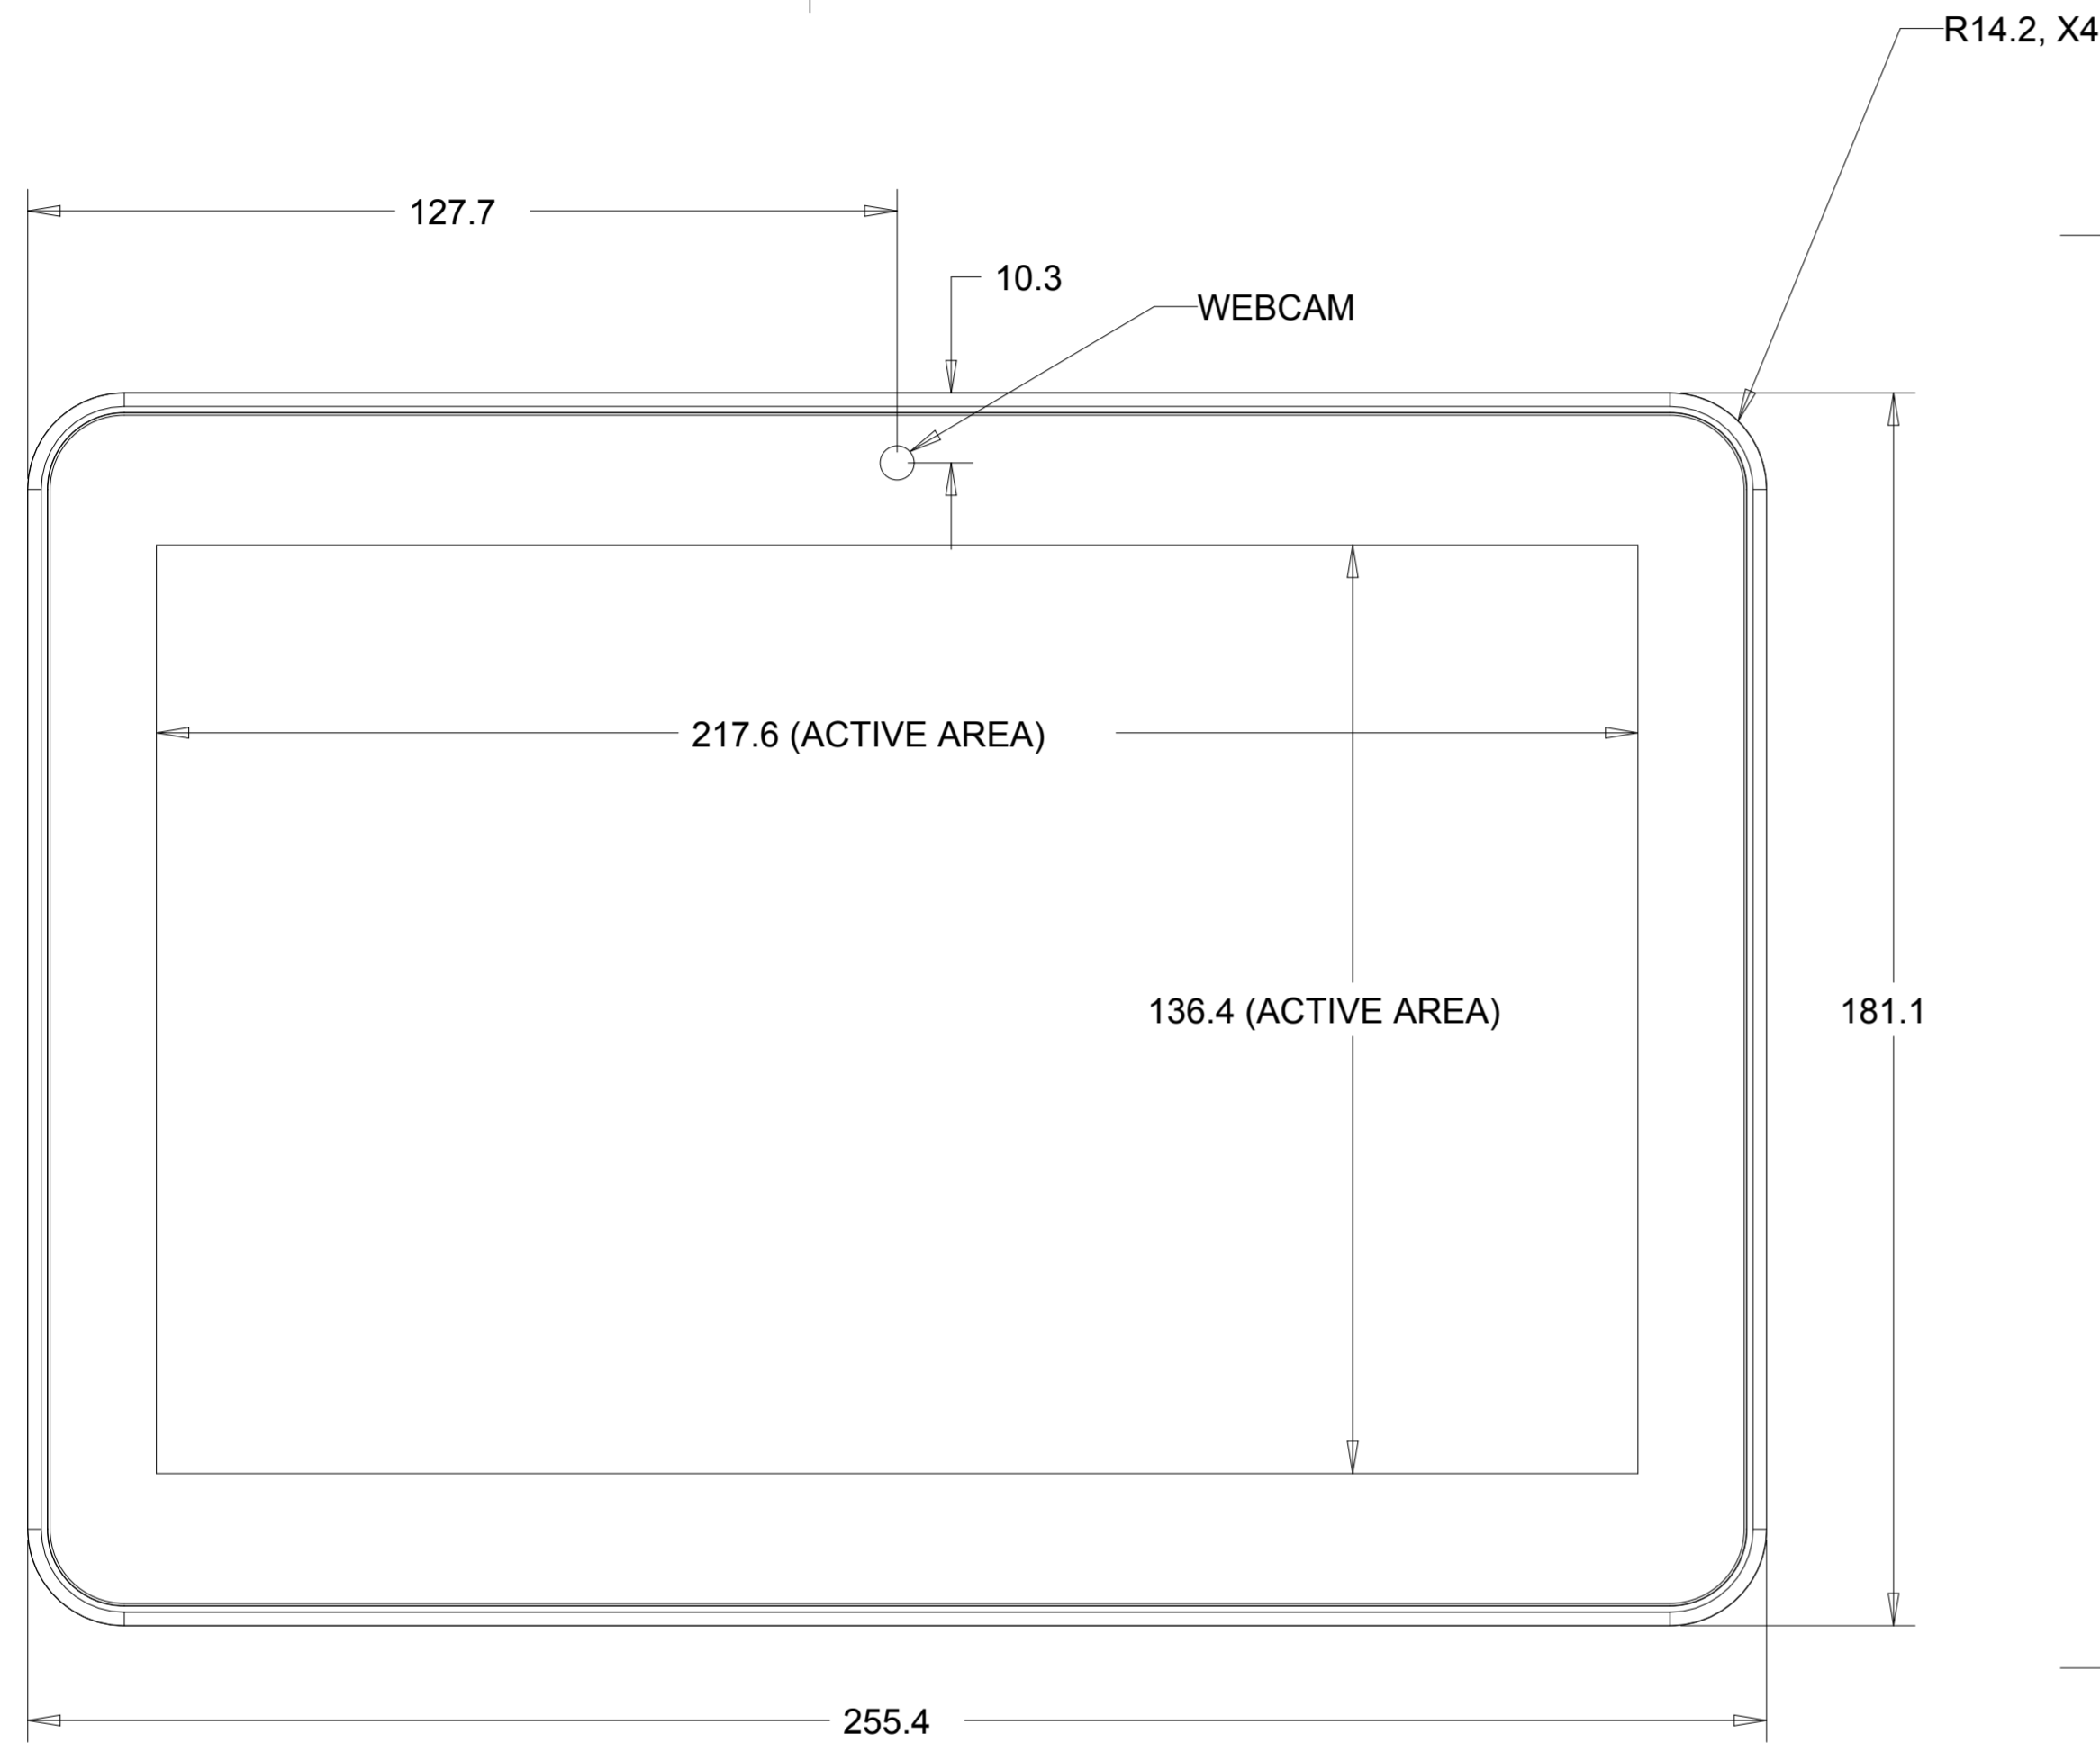 R14.2, X4
127.7
10.3
WEBCAM
217.6 (ACTIVE AREA)
136.4 (ACTIVE AREA)
181.1
255.4